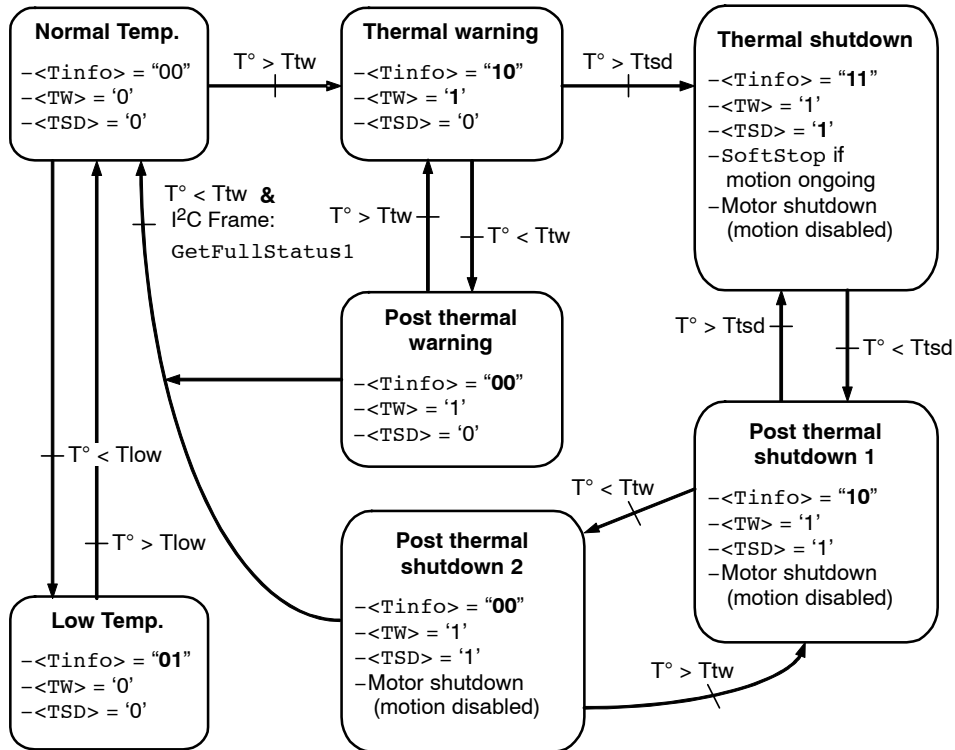 Normal Temp.
–<Tinfo> = “00”
–<TW> = ‘0’
–<TSD> = ‘0’
T° > Ttw
Thermal warning
–<Tinfo> = “10”
–<TW> = ‘1’
–<TSD> = ‘0’
T° > Ttsd
Thermal shutdown
–<Tinfo> = “11”
–<TW> = ‘1’
–<TSD> = ‘1’
–SoftStop if
motion ongoing
–Motor shutdown
(motion disabled)
T° < Ttw &
I²C Frame:
GetFullStatus1
T° > Ttw
T° < Ttw
T° > Ttsd
T° < Ttsd
Post thermal
warning
–<Tinfo> = “00”
–<TW> = ‘1’
–<TSD> = ‘0’
T° < Tlow
T° > Tlow
T° < Ttw
Post thermal
shutdown 1
–<Tinfo> = “10”
–<TW> = ‘1’
–<TSD> = ‘1’
–Motor shutdown
(motion disabled)
Post thermal
shutdown 2
–<Tinfo> = “00”
–<TW> = ‘1’
–<TSD> = ‘1’
–Motor shutdown
(motion disabled)
T° > Ttw
Low Temp.
–<Tinfo> = “01”
–<TW> = ‘0’
–<TSD> = ‘0’